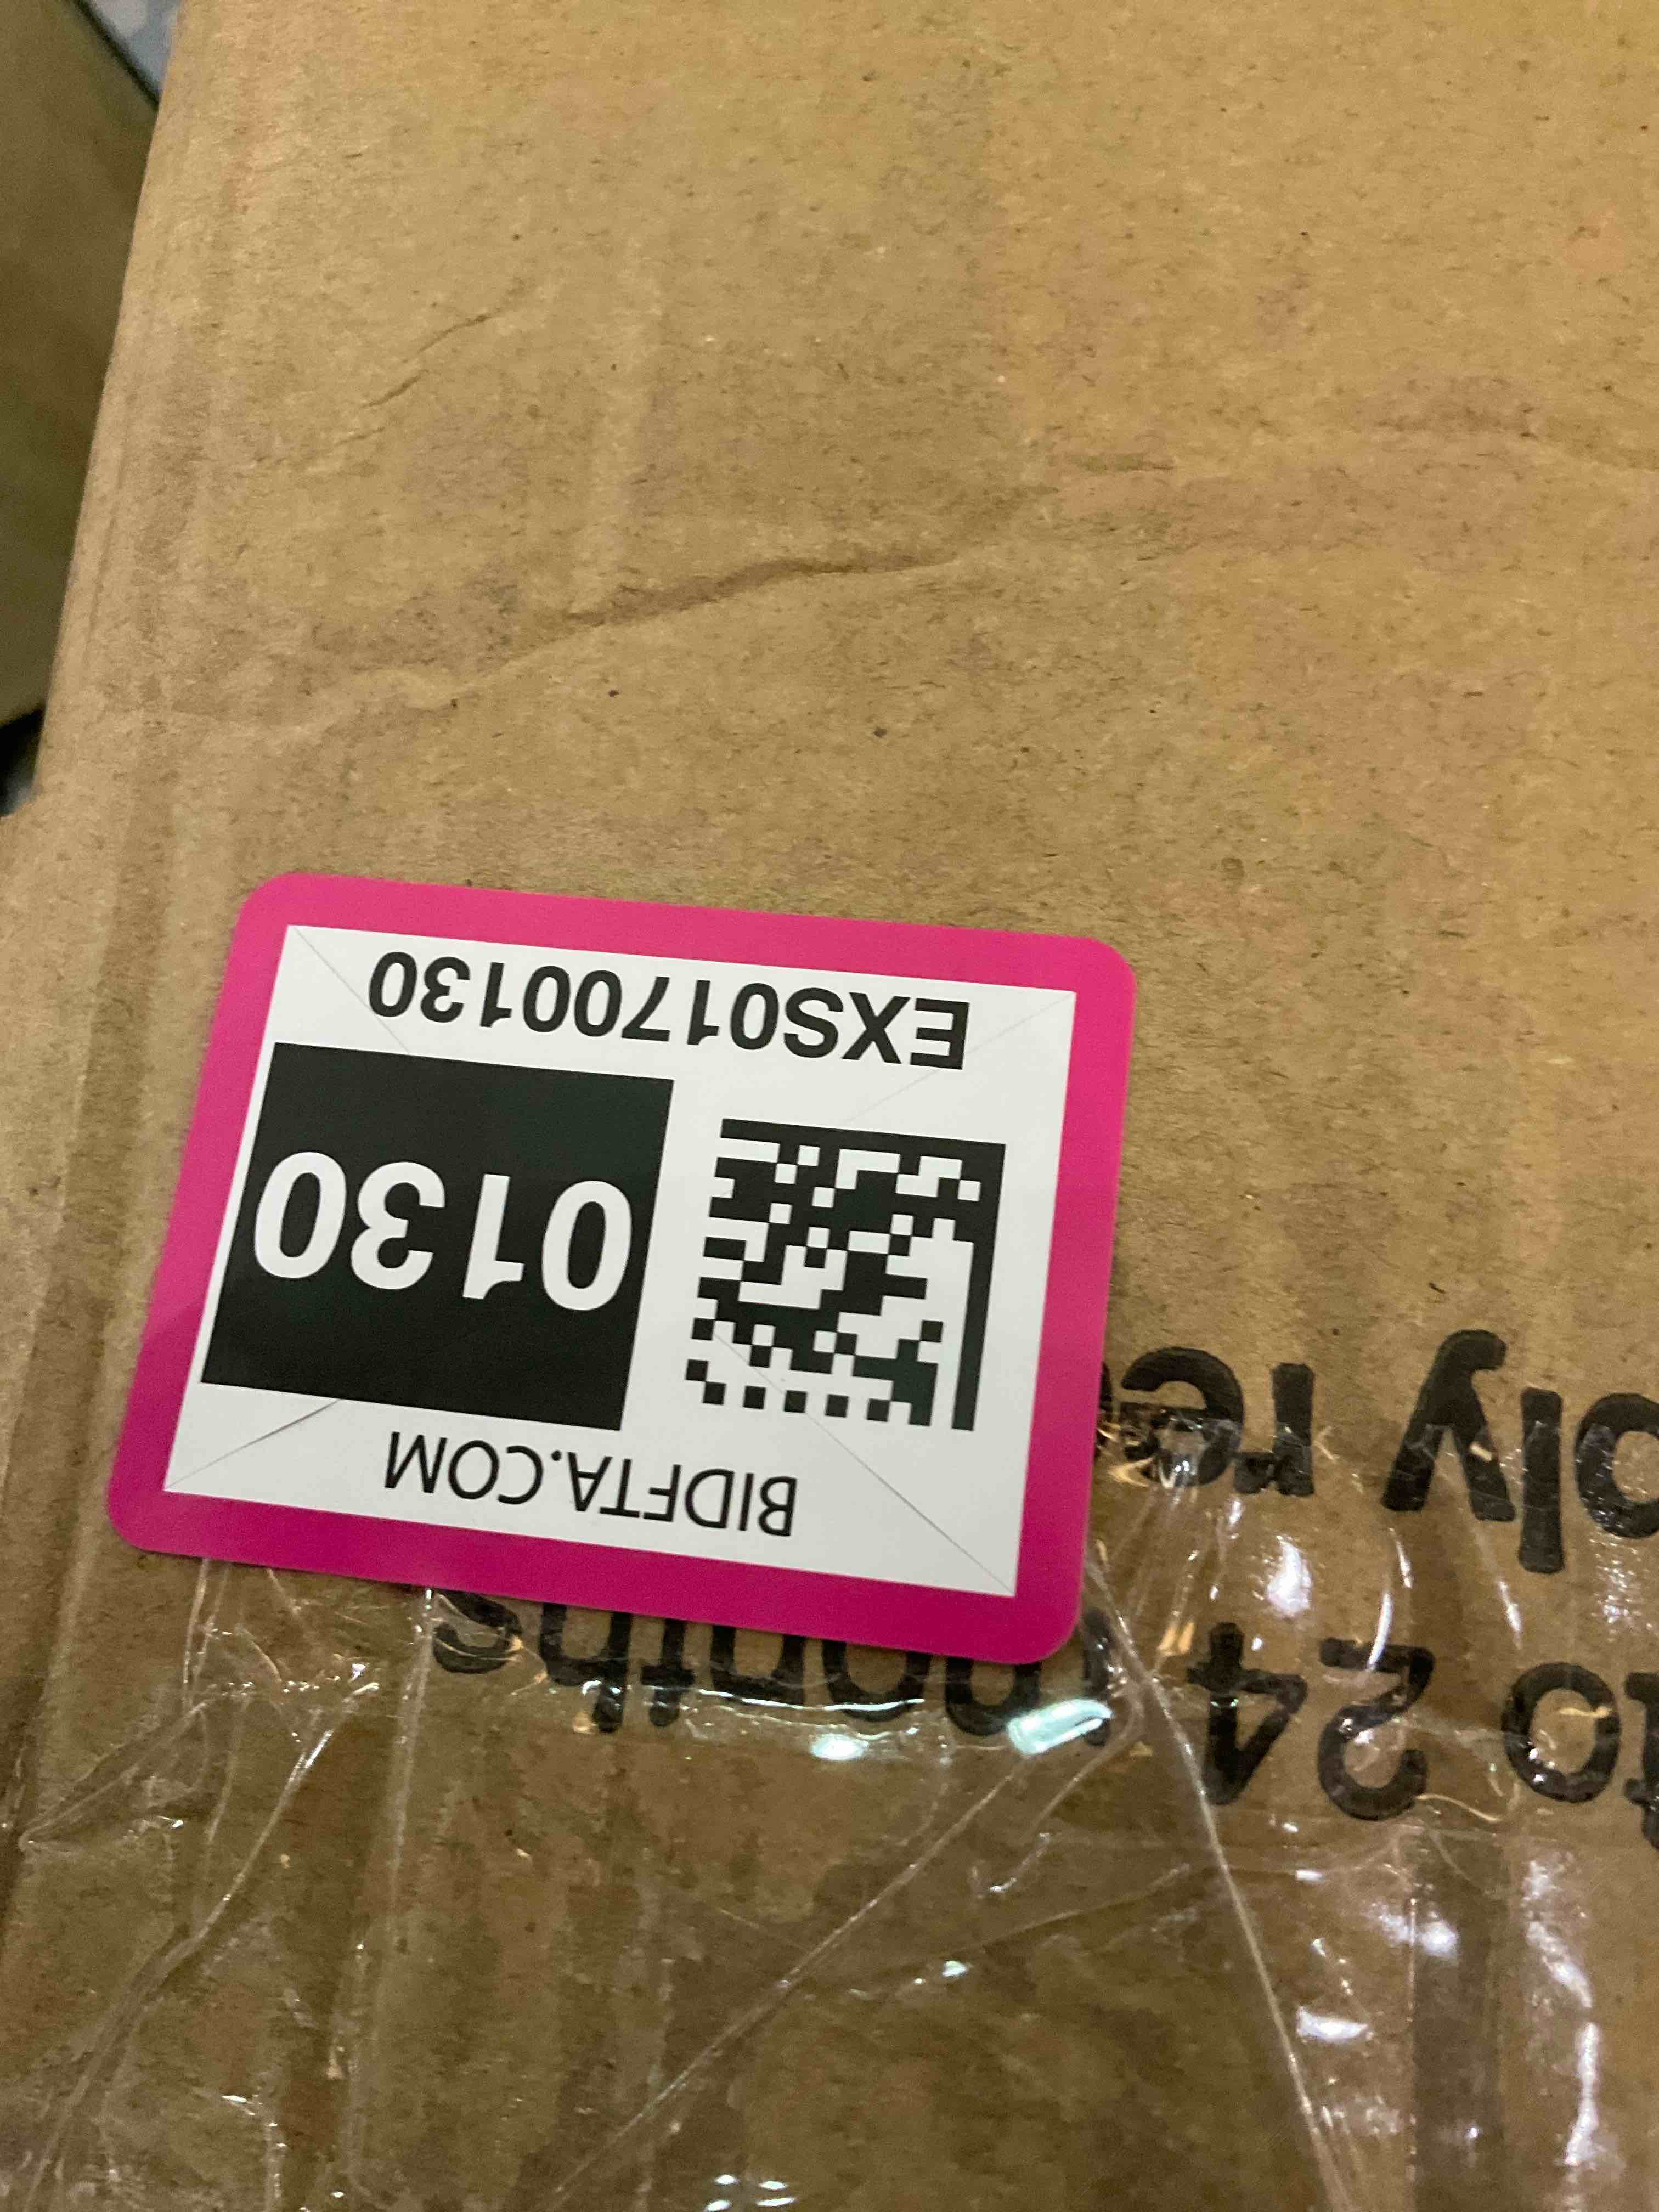 BIDFTA.COM
0130
EXS01700130
to 24 months